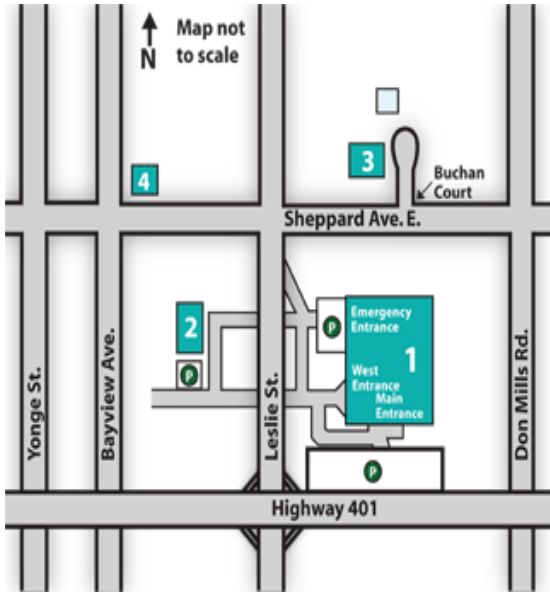 Map not
to scale
N
3
4
Buchan
Court
Sheppard Ave. E.
Emergency
Entrance
P
2
1
West
Entrance
P
Main
Entrance
Yonge St.
Bayview Ave.
Leslie St.
Don Mills Rd.
P
Highway 401